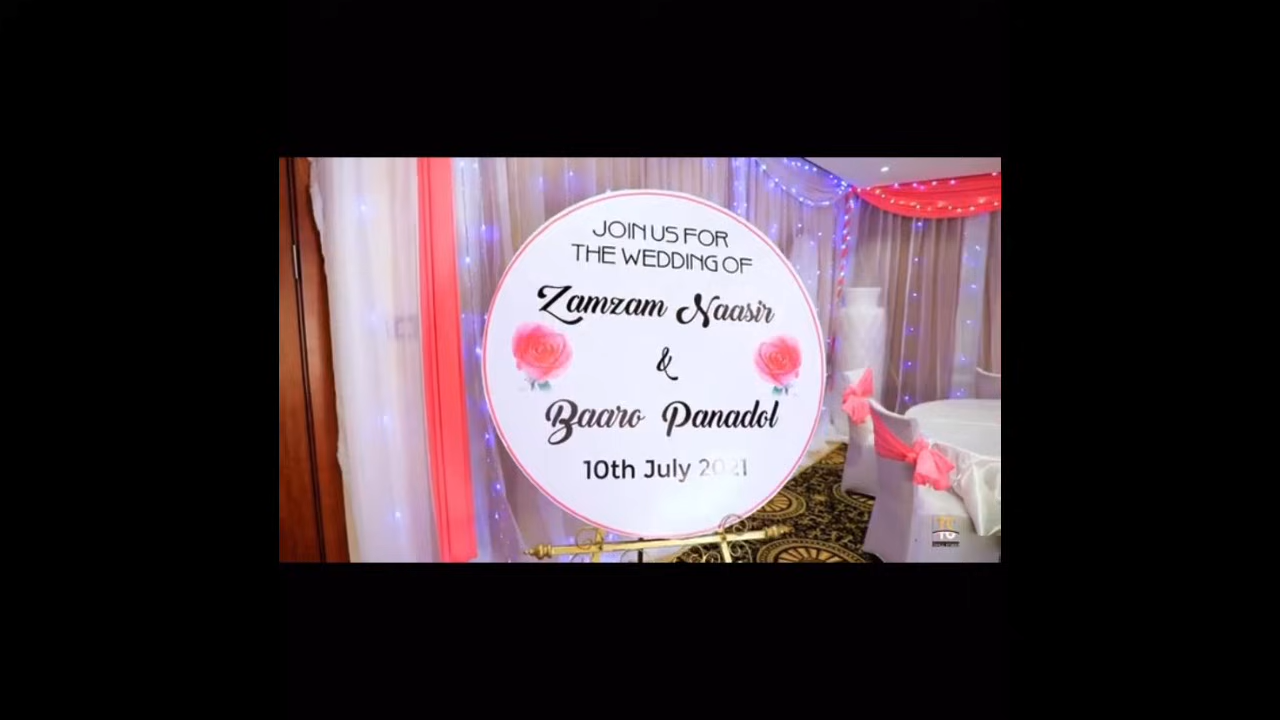 JOIN US FOR
THE WEDDING OF
Zamzam Naasir
&
Baaro Panadol
10th July 2021